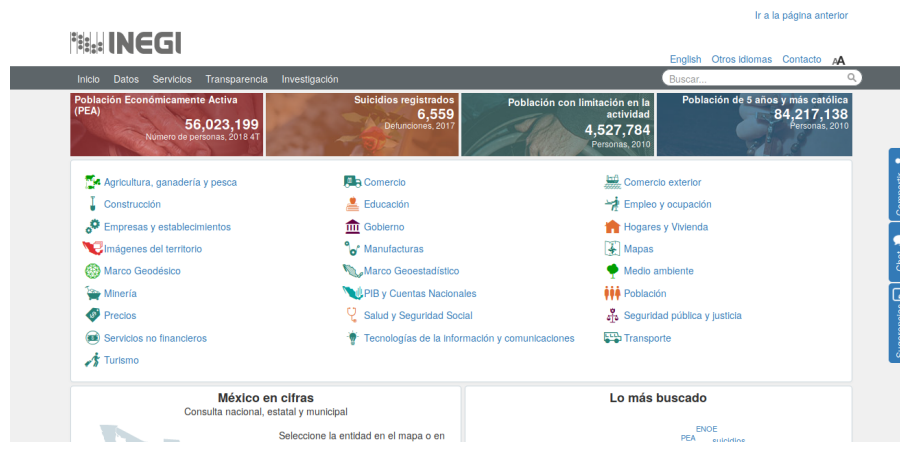 Ir a la página anterior
INEGI
English Otros idiomas Contacto AA
Inicio Datos Servicios Transparencia Investigación
Buscar...
Población Económicamente Activa
(PEA)
56,023,199
Número de personas, 2018 4T
Suicidios registrados
6,559
Defunciones, 2017
Población con limitación en la
actividad
4,527,784
Personas, 2010
Población de 5 años y más católica
84,217,138
Personas, 2010
Agricultura, ganadería y pesca
Comercio
Comercio exterior
Construcción
Educación
Empleo y ocupación
Empresas y establecimientos
Gobierno
Hogares y Vivienda
Imágenes del territorio
Manufacturas
Mapas
Marco Geodésico
Marco Geoestadístico
Medio ambiente
Minería
PIB y Cuentas Nacionales
Población
Precios
Salud y Seguridad Social
Seguridad pública y justicia
Servicios no financieros
Tecnologías de la información y comunicaciones
Transporte
Turismo
Compartir
Chat
Sugerencias
México en cifras
Consulta nacional, estatal y municipal
Seleccione la entidad en el mapa o en
Lo más buscado
ENOE
PEA suicidios